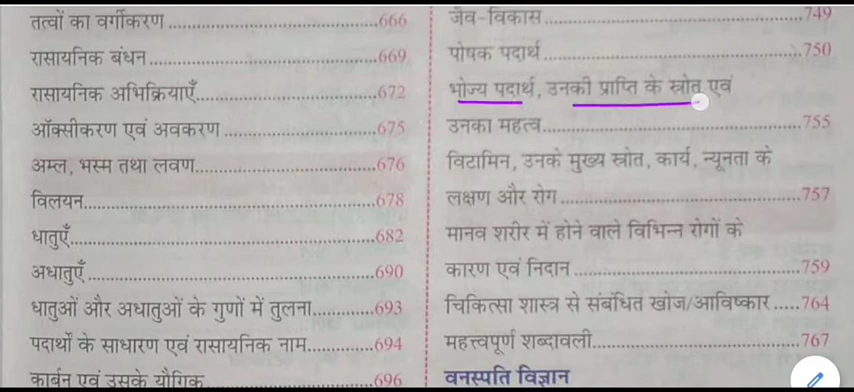 तत्वों का वर्गीकरण....................................666
रासायनिक बंधन....................................669
रासायनिक अभिक्रियाएँ..............................672
ऑक्सीकरण एवं अवकरण..........................675
अम्ल, भस्म तथा लवण..............................676
विलयन..................................................678
धातुएँ....................................................682
अधातुएँ.................................................690
धातुओं और अधातुओं के गुणों में तुलना..............693
पदार्थों के साधारण एवं रासायनिक नाम..............694
कार्बन एवं उसके यौगिक............................696
जैव-विकास..........................................749
पोषक पदार्थ..........................................750
भोज्य पदार्थ, उनकी प्राप्ति के स्रोत एवं
उनका महत्व..........................................755
विटामिन, उनके मुख्य स्रोत, कार्य, न्यूनता के
लक्षण और रोग.......................................757
मानव शरीर में होने वाले विभिन्न रोगों के
कारण एवं निदान.....................................759
चिकित्सा शास्त्र से संबंधित खोज/आविष्कार.....764
महत्त्वपूर्ण शब्दावली..................................767
वनस्पति विज्ञान